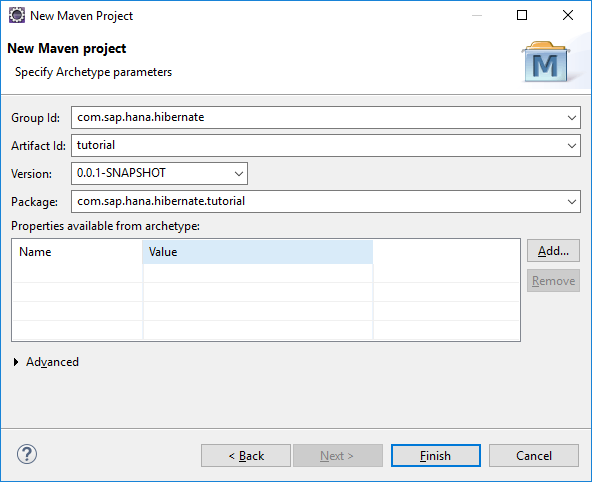 New Maven Project
New Maven project
Specify Archetype parameters
M
Group Id: com.sap.hana.hibernate
Artifact Id: tutorial
Version: 0.0.1-SNAPSHOT
Package: com.sap.hana.hibernate.tutorial
Properties available from archetype:
Name Value
Add...
Remove
Advanced
? < Back Next > Finish Cancel